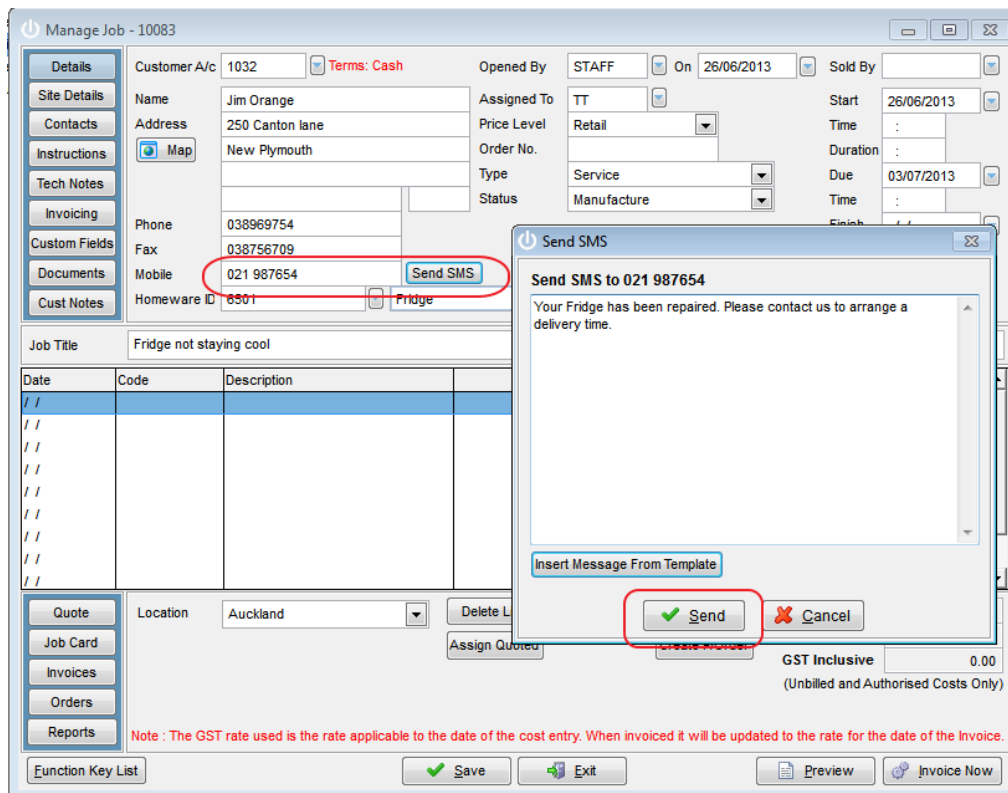 Manage Job - 10083
Details
Site Details
Contacts
Instructions
Tech Notes
Invoicing
Custom Fields
Documents
Cust Notes
Customer A/c 1032 Terms: Cash
Name Jim Orange
Address 250 Canton lane
Map New Plymouth
Phone 038969754
Fax 038756709
Mobile 021 987654 Send SMS
Homeware ID 6501 Fridge
Opened By STAFF On 26/06/2013
Assigned To TT
Price Level Retail
Order No.
Type Service
Status Manufacture
Sold By
Start 26/06/2013
Time :
Duration :
Due 03/07/2013
Time :
Finish / /
Send SMS
Send SMS to 021 987654
Your Fridge has been repaired. Please contact us to arrange a
delivery time.
Insert Message From Template
Send Cancel
Job Title Fridge not staying cool
Date Code Description
/ /
/ /
/ /
/ /
/ /
/ /
/ /
/ /
/ /
Quote
Job Card
Invoices
Orders
Reports
Location Auckland
Delete Li
Assign Quoted
GST Inclusive 0.00
(Unbilled and Authorised Costs Only)
Note : The GST rate used is the rate applicable to the date of the cost entry. When invoiced it will be updated to the rate for the date of the Invoice.
Function Key List Save Exit Preview Invoice Now